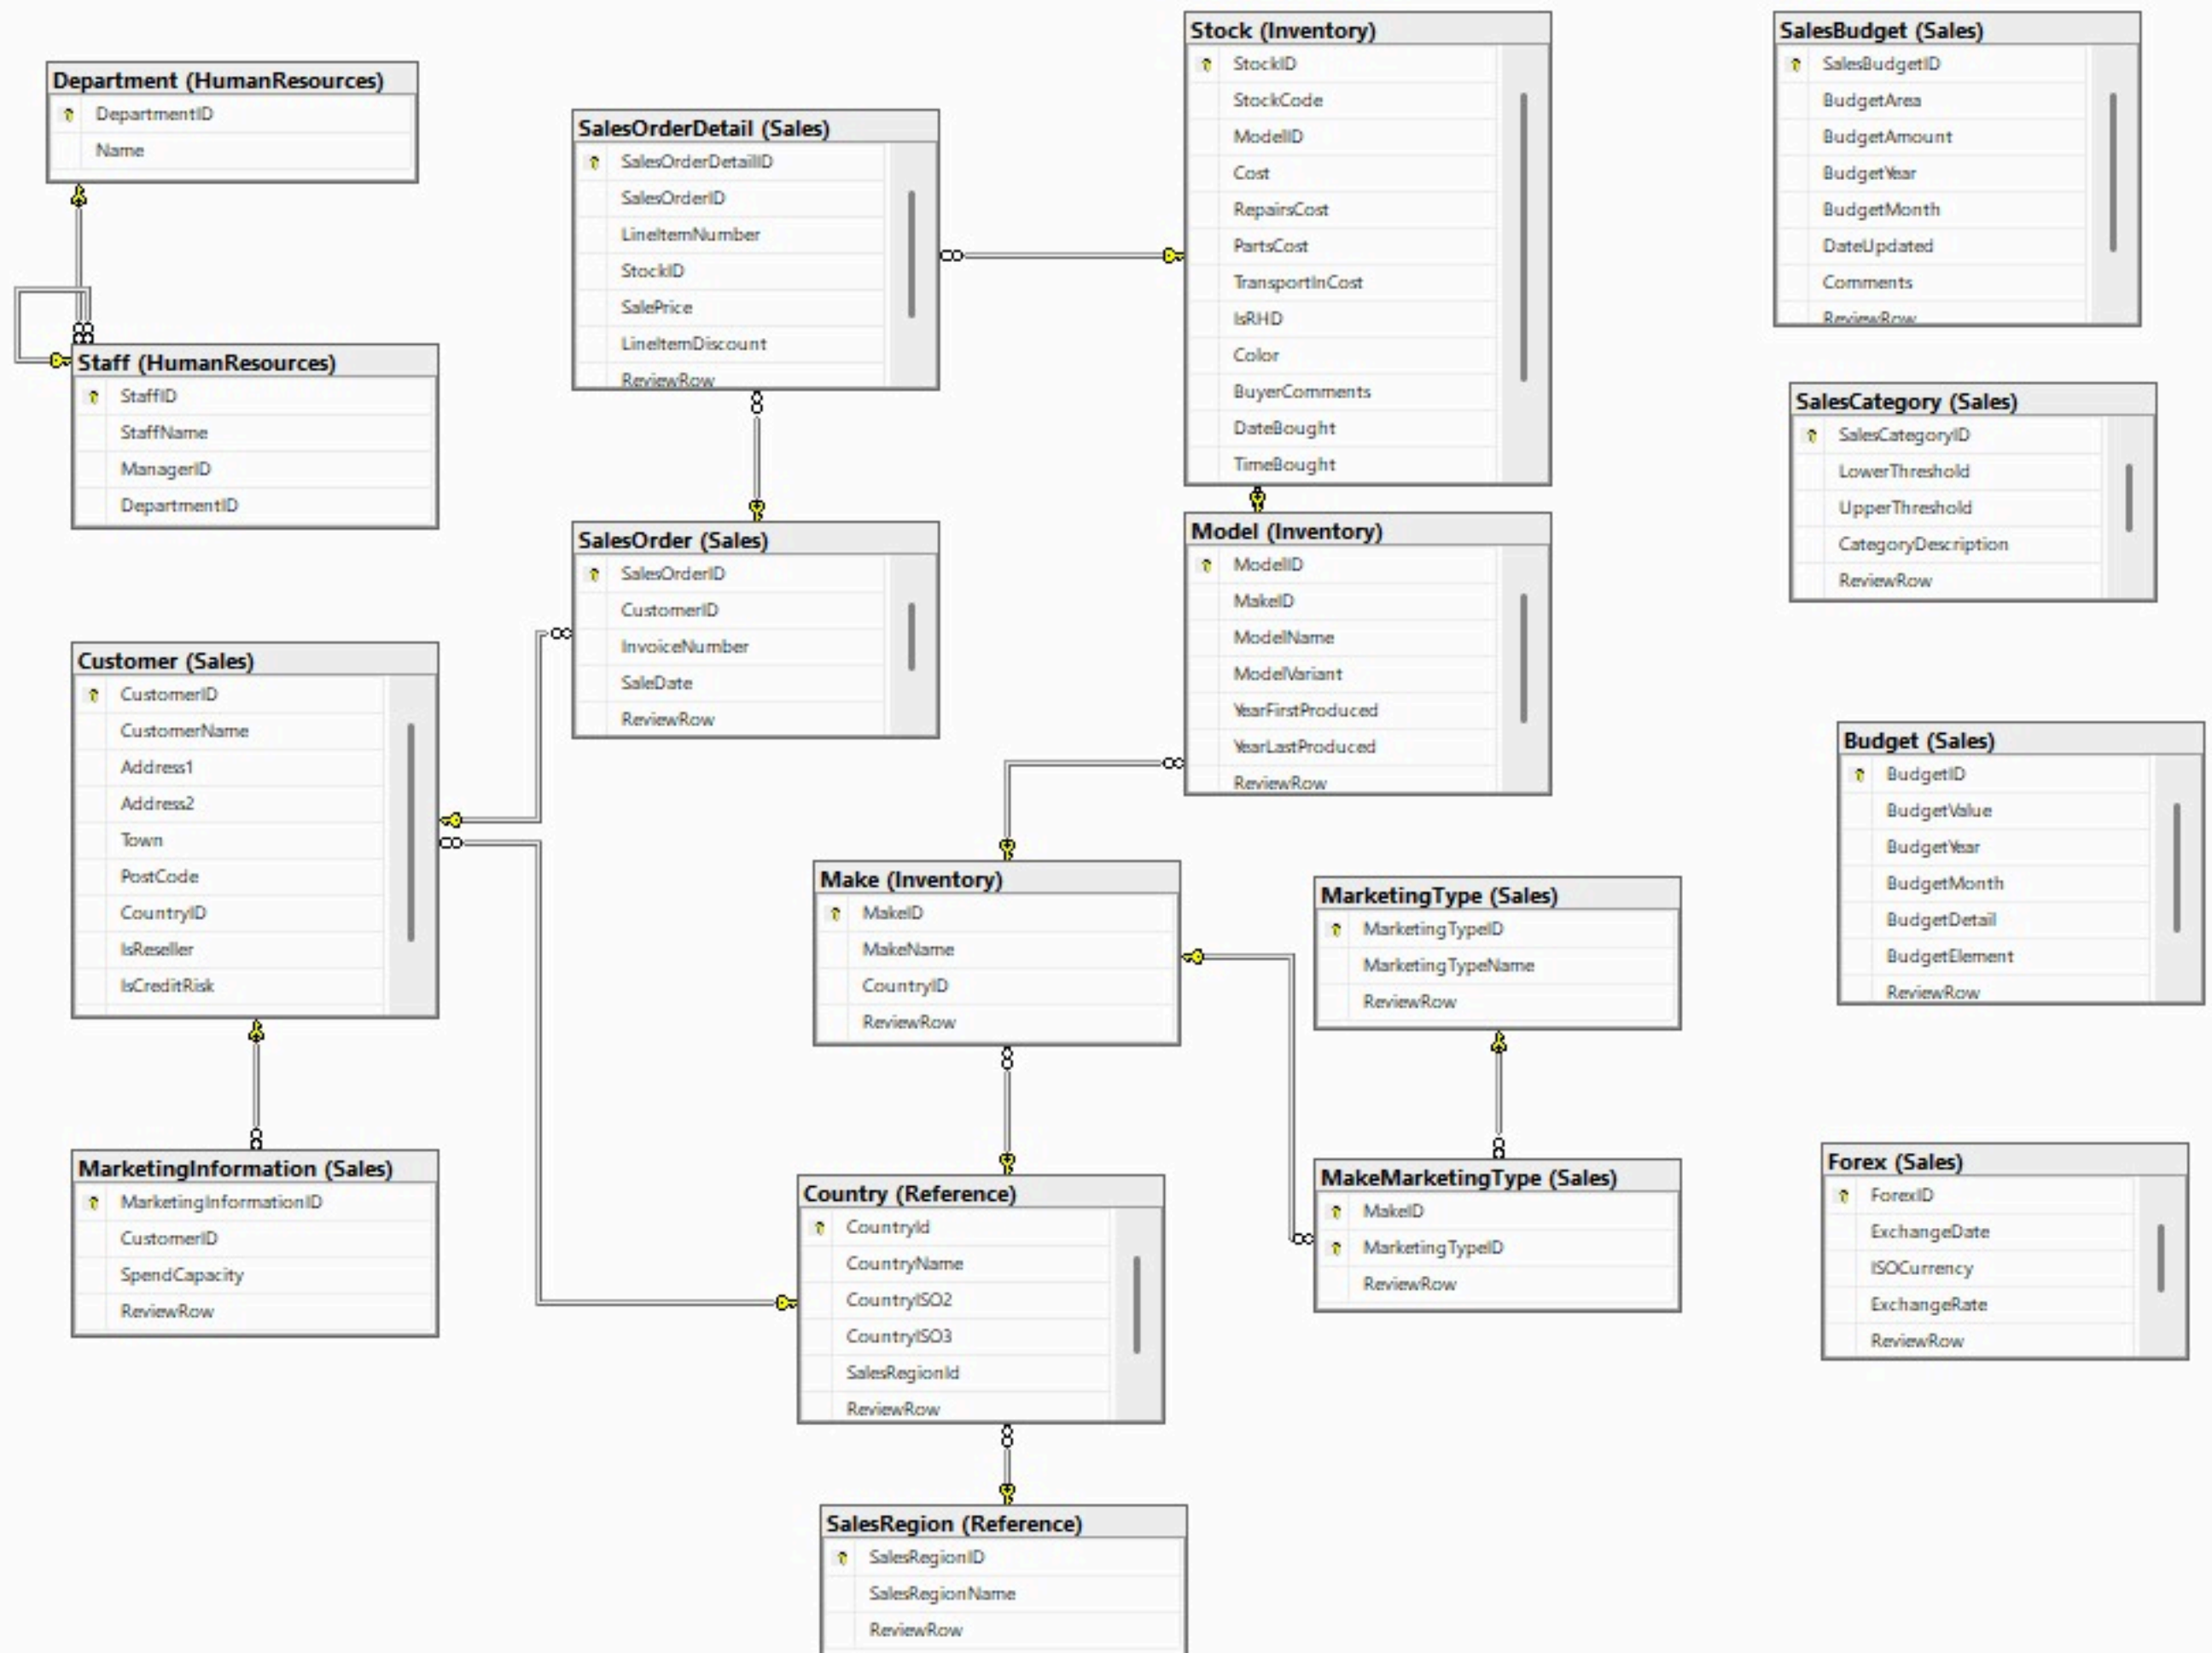 Department (HumanResources)
DepartmentID
Name
Staff (HumanResources)
StaffID
StaffName
ManagerID
DepartmentID
Customer (Sales)
CustomerID
CustomerName
Address1
Address2
Town
PostCode
CountryID
IsReseller
IsCreditRisk
MarketingInformation (Sales)
MarketingInformationID
CustomerID
SpendCapacity
ReviewRow
SalesOrderDetail (Sales)
SalesOrderDetailID
SalesOrderID
LineItemNumber
StockID
SalePrice
LineItemDiscount
ReviewRow
SalesOrder (Sales)
SalesOrderID
CustomerID
InvoiceNumber
SaleDate
ReviewRow
Stock (Inventory)
StockID
StockCode
ModelID
Cost
RepairsCost
PartsCost
TransportInCost
IsRHD
Color
BuyerComments
DateBought
TimeBought
Model (Inventory)
ModelID
MakeID
ModelName
ModelVariant
YearFirstProduced
YearLastProduced
ReviewRow
Make (Inventory)
MakeID
MakeName
CountryID
ReviewRow
Country (Reference)
CountryId
CountryName
CountryISO2
CountryISO3
SalesRegionId
ReviewRow
SalesRegion (Reference)
SalesRegionID
SalesRegionName
ReviewRow
MarketingType (Sales)
MarketingTypeID
MarketingTypeName
ReviewRow
MakeMarketingType (Sales)
MakeID
MarketingTypeID
ReviewRow
SalesBudget (Sales)
SalesBudgetID
BudgetArea
BudgetAmount
BudgetYear
BudgetMonth
DateUpdated
Comments
ReviewRow
SalesCategory (Sales)
SalesCategoryID
LowerThreshold
UpperThreshold
CategoryDescription
ReviewRow
Budget (Sales)
BudgetID
BudgetValue
BudgetYear
BudgetMonth
BudgetDetail
BudgetElement
ReviewRow
Forex (Sales)
ForexID
ExchangeDate
ISOCurrency
ExchangeRate
ReviewRow